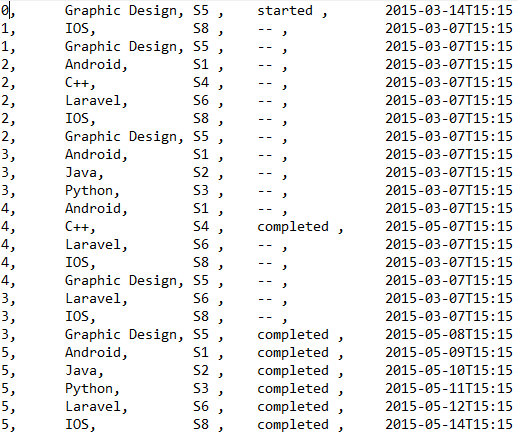 0, Graphic Design, S5 , started , 2015-03-14T15:15
1, IOS, S8 , -- , 2015-03-07T15:15
1, Graphic Design, S5 , -- , 2015-03-07T15:15
2, Android, S1 , -- , 2015-03-07T15:15
2, C++, S4 , -- , 2015-03-07T15:15
2, Laravel, S6 , -- , 2015-03-07T15:15
2, IOS, S8 , -- , 2015-03-07T15:15
2, Graphic Design, S5 , -- , 2015-03-07T15:15
3, Android, S1 , -- , 2015-03-07T15:15
3, Java, S2 , -- , 2015-03-07T15:15
3, Python, S3 , -- , 2015-03-07T15:15
4, Android, S1 , -- , 2015-03-07T15:15
4, C++, S4 , completed , 2015-05-07T15:15
4, Laravel, S6 , -- , 2015-03-07T15:15
4, IOS, S8 , -- , 2015-03-07T15:15
4, Graphic Design, S5 , -- , 2015-03-07T15:15
3, Laravel, S6 , -- , 2015-03-07T15:15
3, IOS, S8 , -- , 2015-03-07T15:15
3, Graphic Design, S5 , completed , 2015-05-08T15:15
5, Android, S1 , completed , 2015-05-09T15:15
5, Java, S2 , completed , 2015-05-10T15:15
5, Python, S3 , completed , 2015-05-11T15:15
5, Laravel, S6 , completed , 2015-05-12T15:15
5, IOS, S8 , completed , 2015-05-14T15:15